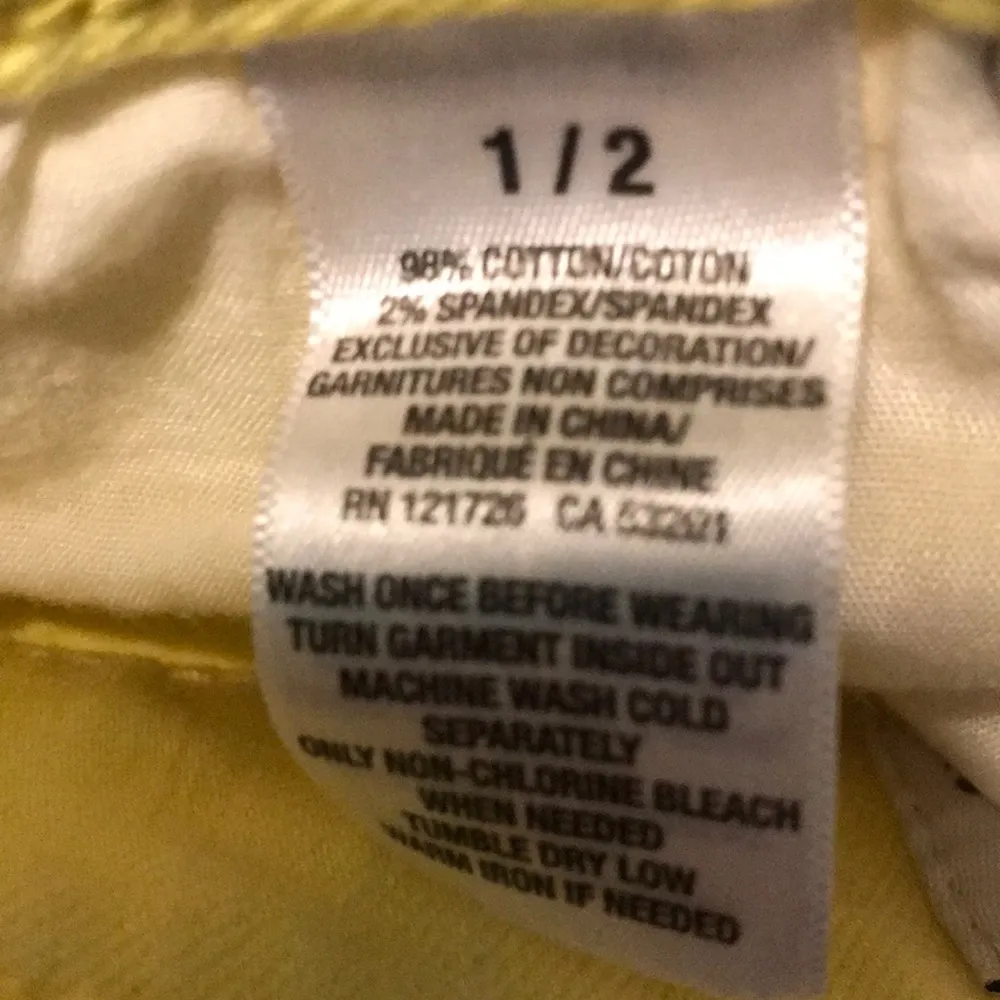 1 / 2
98% COTTON/COTON
2% SPANDEX/SPANDEX
EXCLUSIVE OF DECORATION/
GARNITURES NON COMPRISES
MADE IN CHINA/
FABRIQUÉ EN CHINE
RN 121726 CA
WASH ONCE BEFORE WEARING
TURN GARMENT INSIDE OUT
MACHINE WASH COLD
SEPARATELY
ONLY NON-CHLORINE BLEACH
WHEN NEEDED
TUMBLE DRY LOW
WARM IRON IF NEEDED